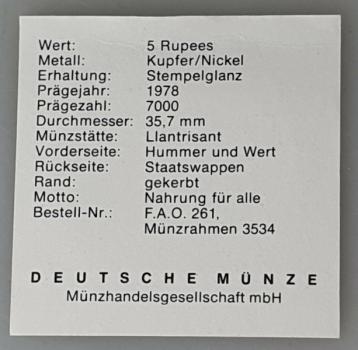 Wert: 5 Rupees
Metall: Kupfer/Nickel
Erhaltung: Stempelglanz
Prägejahr: 1978
Prägezahl: 7000
Durchmesser: 35,7 mm
Münzstätte: Llantrisant
Vorderseite: Hummer und Wert
Rückseite: Staatswappen
Rand: gekerbt
Motto: Nahrung für alle
Bestell-Nr.: F.A.O. 261,
Münzrahmen 3534
DEUTSCHE MÜNZE
Münzhandelsgesellschaft mbH